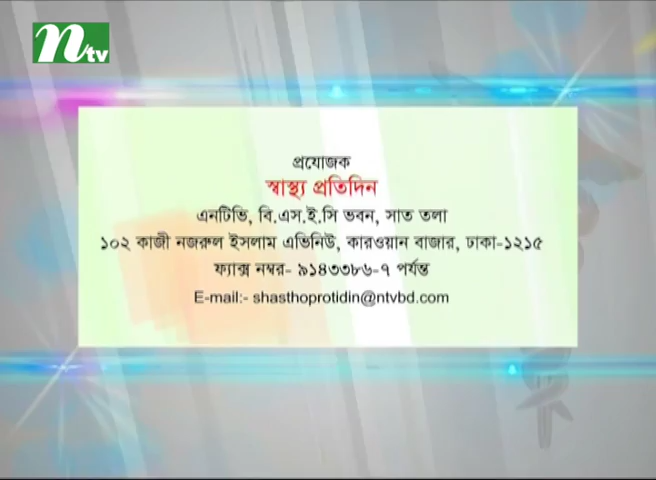 ntv
প্রযোজক
স্বাস্থ্য প্রতিদিন
এনটিভি, বি.এস.ই.সি ভবন, সাত তলা
১০২ কাজী নজরুল ইসলাম এভিনিউ, কারওয়ান বাজার, ঢাকা-১২১৫
ফ্যাক্স নম্বর- ৯১৪৩৩৮৬-৭ পর্যন্ত
E-mail:- shasthoprotidin@ntvbd.com